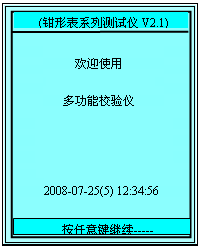 (钳形表系列测试仪 V2.1)
欢迎使用
多功能校验仪
2008-07-25(5) 12:34:56
按任意键继续-----